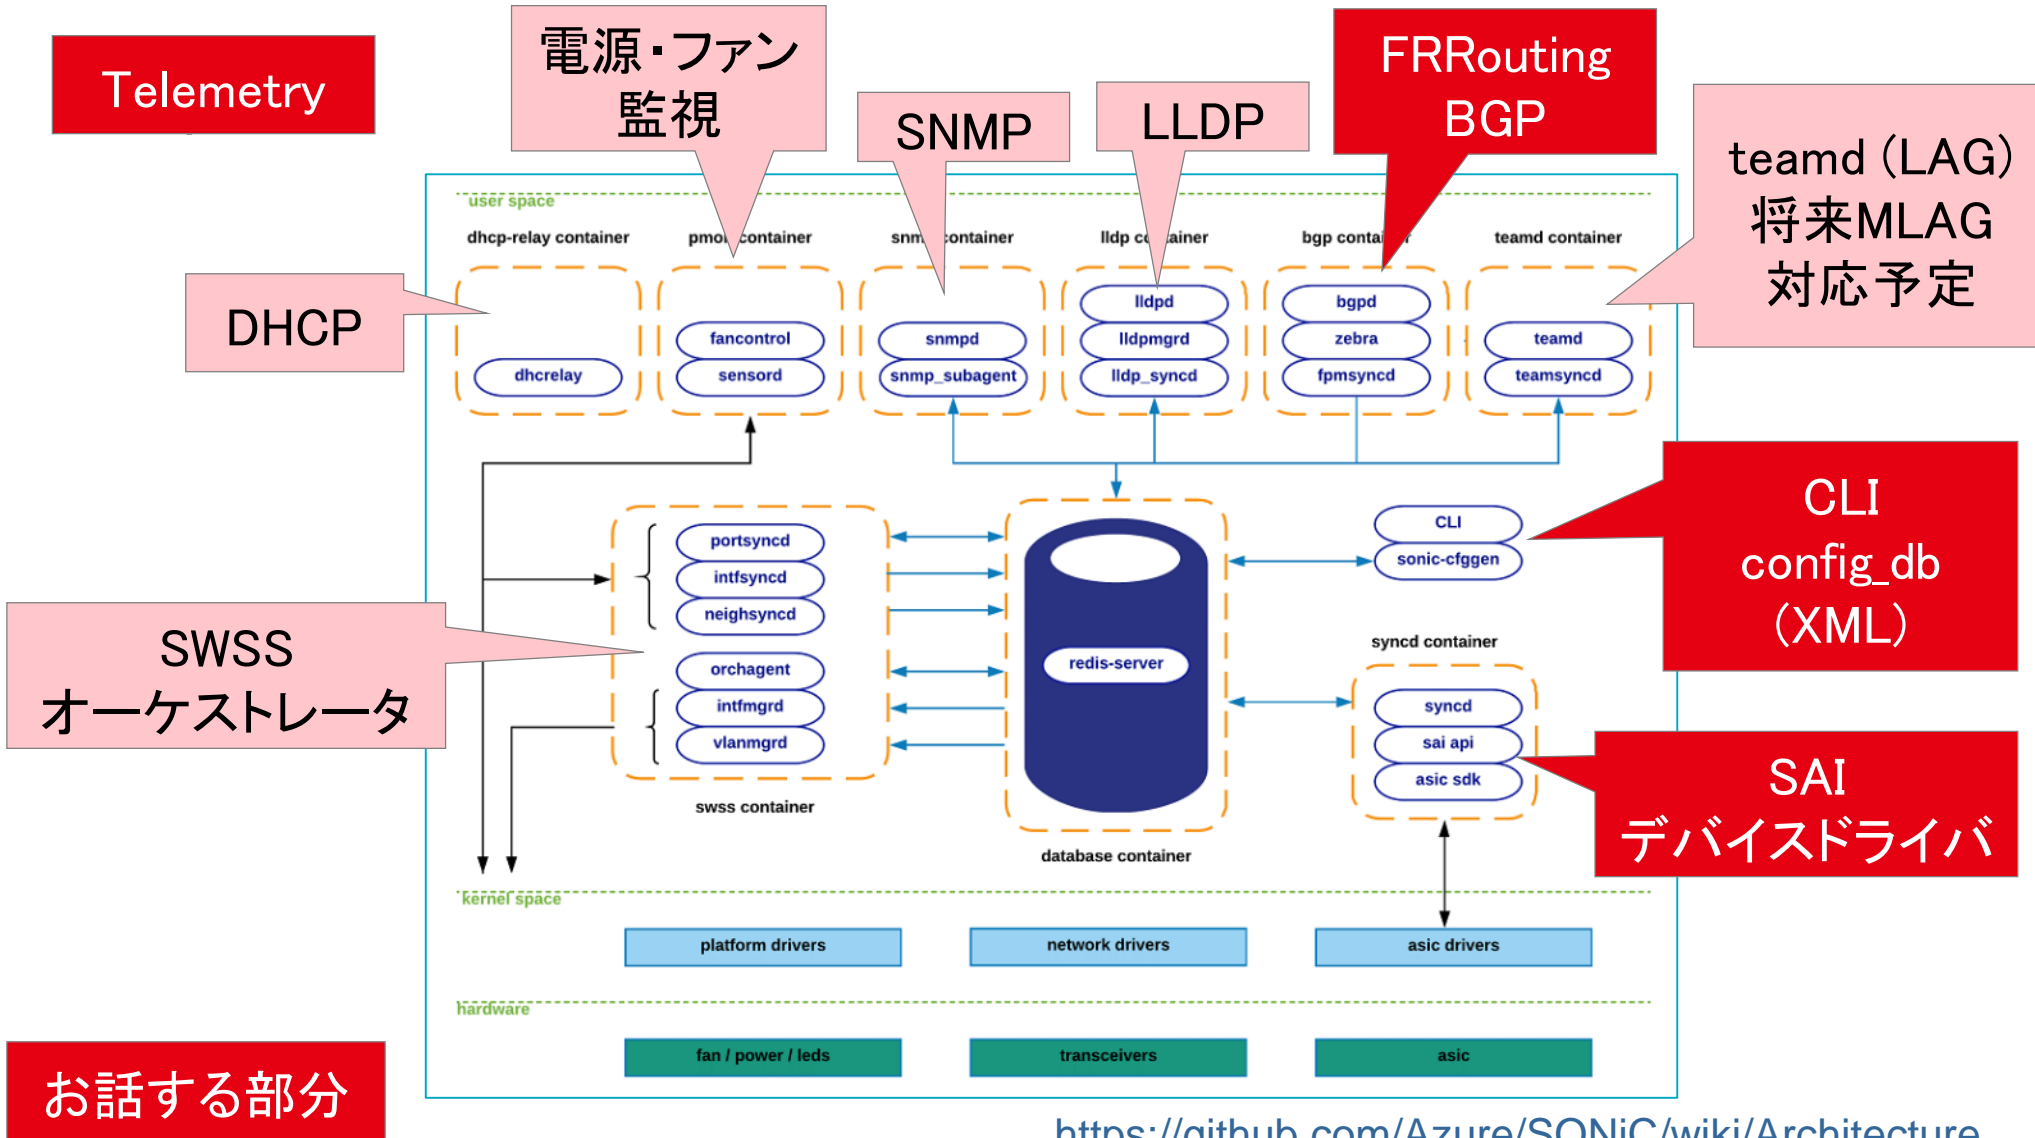 Telemetry
電源・ファン
監視
SNMP
LLDP
FRRouting
BGP
teamd (LAG)
将来MLAG
対応予定
user space
dhcp-relay container
container
container
lldp
bgp
teamd container
DHCP
dhcrelay
fancontrol
sensord
snmpd
snmp_subagent
lldpd
lldpmgrd
lldp_syncd
bgpd
zebra
fpmsyncd
teamd
teamsyncd
CLI
config_db
(XML)
portsyncd
intfsyncd
neighsyncd
orchagent
intfmgrd
vlanmgrd
swss container
SWSS
オーケストレータ
redis-server
database container
CLI
sonic-cfggen
syncd container
syncd
sai api
asic sdk
SAI
デバイスドライバ
kernel space
platform drivers
network drivers
asic drivers
hardware
fan / power / leds
transceivers
asic
お話する部分
https://github.com/Azure/SONiC/wiki/Architecture